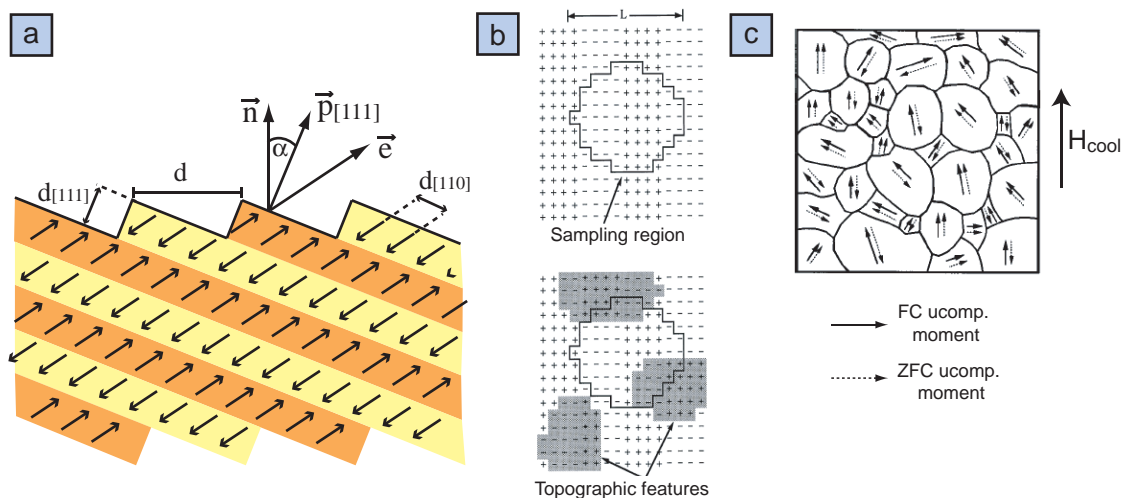 a
n
α
p[111]
e
d[111]
d
d[110]
b
L
Sampling region
Topographic features
c
Hcool
FC ucomp.
moment
ZFC ucomp.
moment